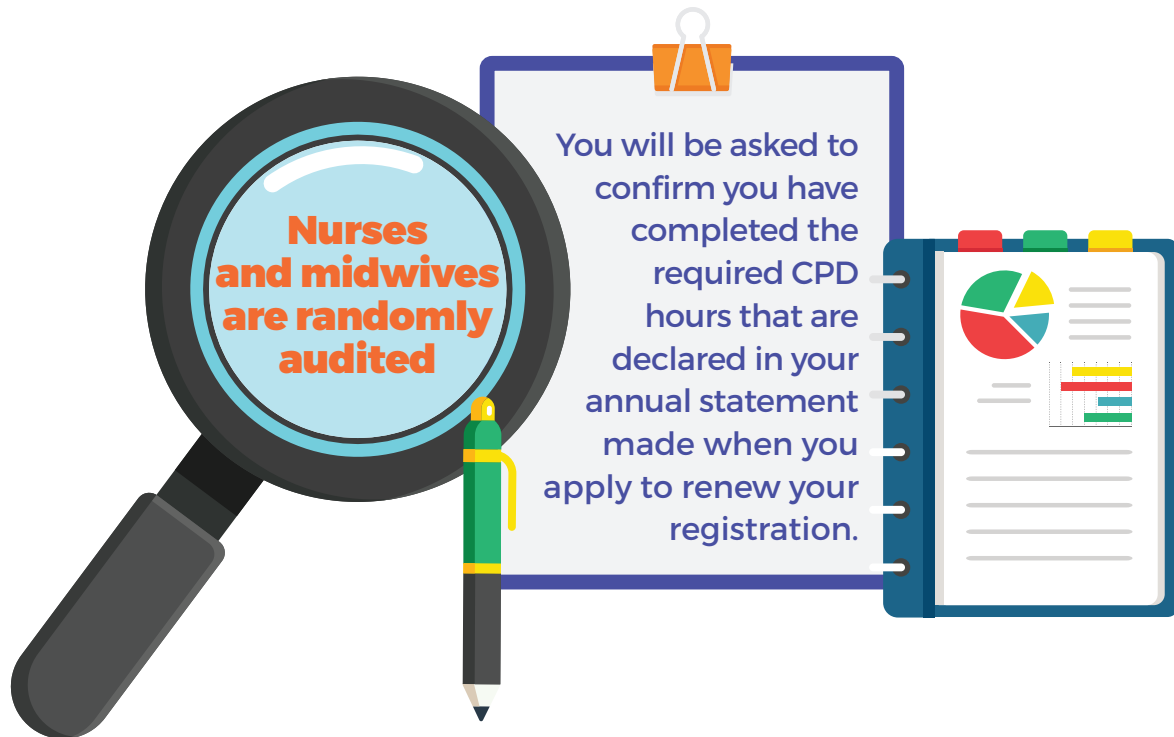 Nurses
and midwives
are randomly
audited
You will be asked to
confirm you have
completed the
required CPD
hours that are
declared in your
annual statement
made when you
apply to renew your
registration.